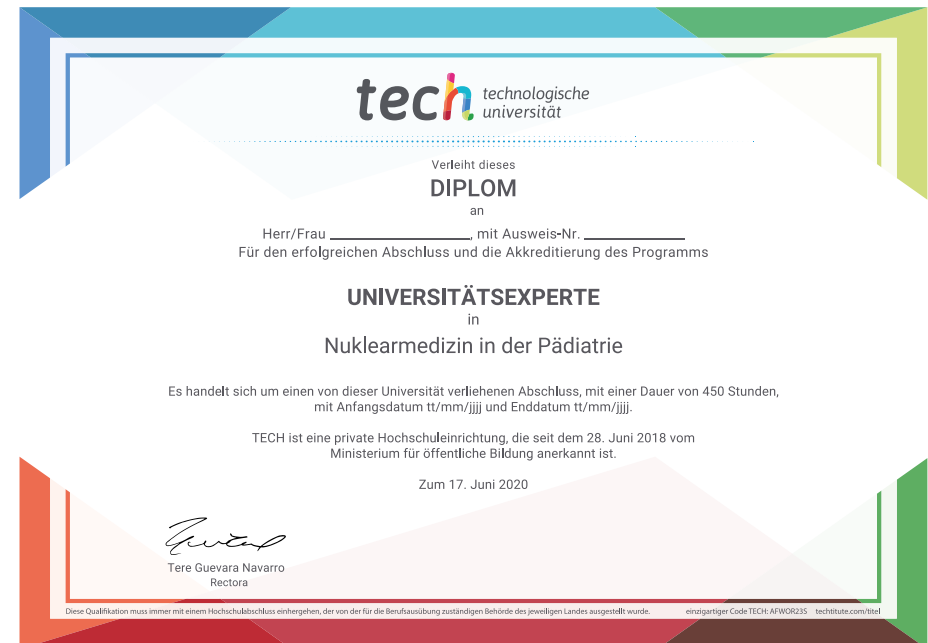 tech technologische
universität
Verleiht dieses
DIPLOM
an
Herr/Frau ____________________, mit Ausweis-Nr. ______________
Für den erfolgreichen Abschluss und die Akkreditierung des Programms
UNIVERSITÄTSEXPERTE
in
Nuklearmedizin in der Pädiatrie
Es handelt sich um einen von dieser Universität verliehenen Abschluss, mit einer Dauer von 450 Stunden,
mit Anfangsdatum tt/mm/jjjj und Enddatum tt/mm/jjjj.
TECH ist eine private Hochschuleinrichtung, die seit dem 28. Juni 2018 vom
Ministerium für öffentliche Bildung anerkannt ist.
Zum 17. Juni 2020
Tere Guevara Navarro
Rectora
Diese Qualifikation muss immer mit einem Hochschulabschluss einhergehen, der von der für die Berufsausübung zuständigen Behörde des jeweiligen Landes ausgestellt wurde. einzigartiger Code TECH: AFWOR23S techtitute.com/titel